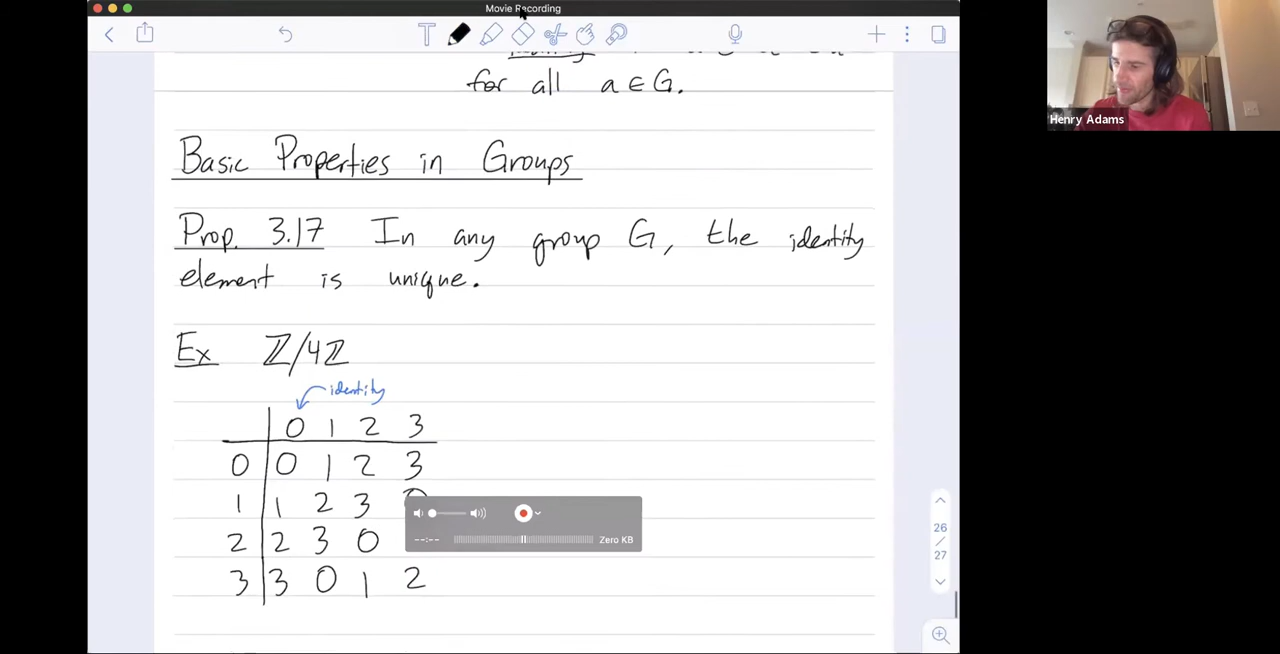 Movie Recording
for all a ∈ G.
Henry Adams
Basic Properties in Groups
Prop. 3.17 In any group G, the identity
element is unique.
Ex ℤ/4ℤ
identity
0 1 2 3
0 0 1 2 3
1 1 2 3
2 2 3 0
3 3 0 1 2
--:-- Zero KB
26
/
27